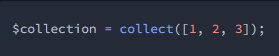 $collection = collect([1, 2, 3]);